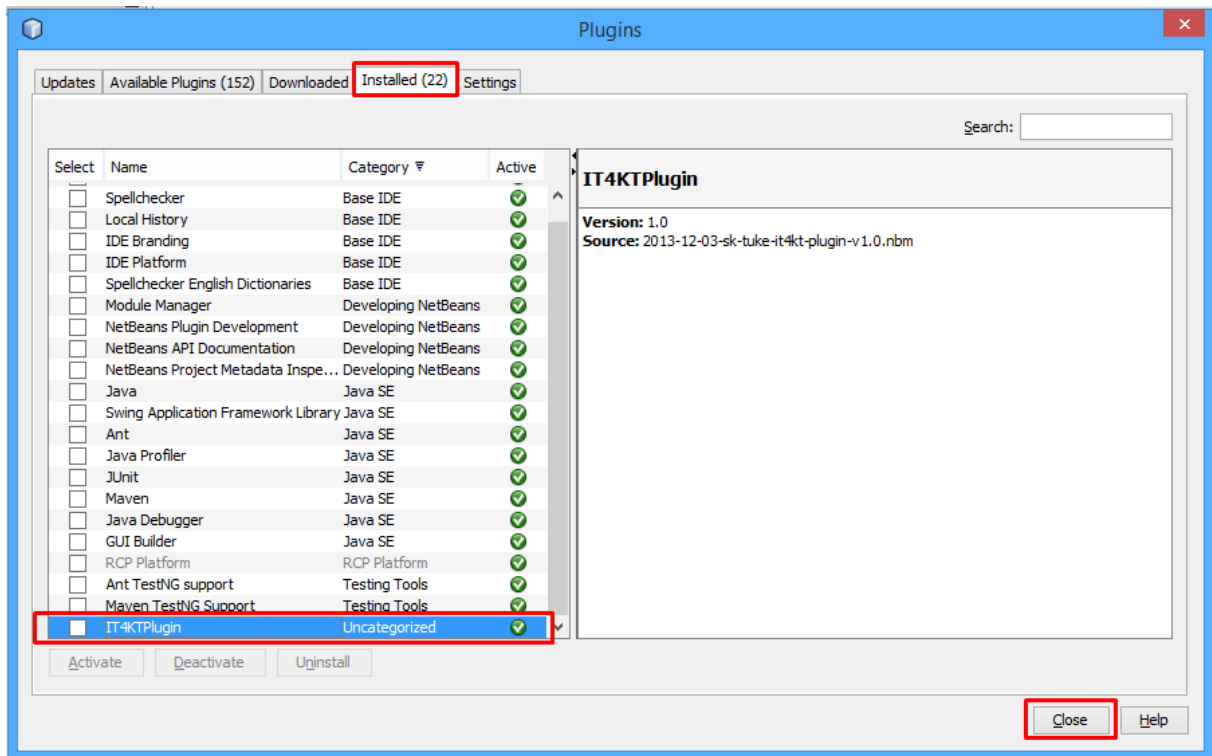 Plugins
Updates Available Plugins (152) Downloaded Installed (22) Settings
Search:
Select Name Category Active
Spellchecker Base IDE
Local History Base IDE
IDE Branding Base IDE
IDE Platform Base IDE
Spellchecker English Dictionaries Base IDE
Module Manager Developing NetBeans
NetBeans Plugin Development Developing NetBeans
NetBeans API Documentation Developing NetBeans
NetBeans Project Metadata Inspe... Developing NetBeans
Java Java SE
Swing Application Framework Library Java SE
Ant Java SE
Java Profiler Java SE
JUnit Java SE
Maven Java SE
Java Debugger Java SE
GUI Builder Java SE
RCP Platform RCP Platform
Ant TestNG support Testing Tools
Maven TestNG Support Testing Tools
IT4KTPlugin Uncategorized
IT4KTPlugin
Version: 1.0
Source: 2013-12-03-sk-tuke-it4kt-plugin-v1.0.nbm
Activate Deactivate Uninstall
Close Help